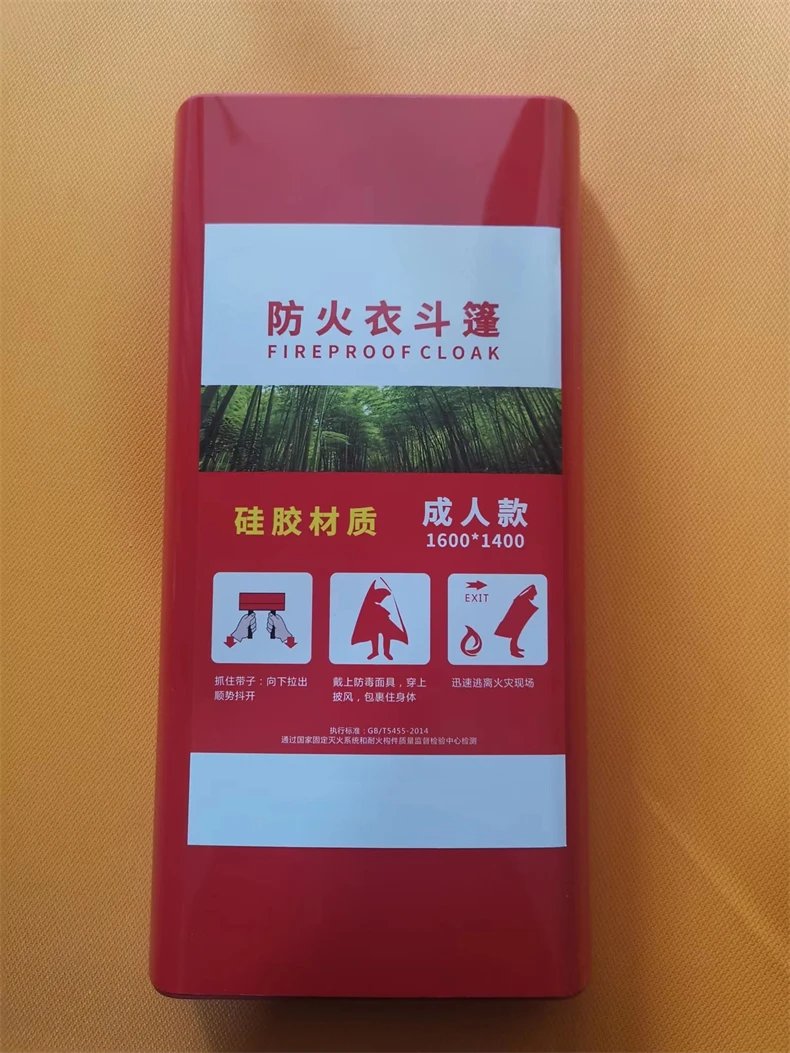 防火衣斗篷
FIREPROOF CLOAK
硅胶材质
成人款
1600*1400
EXIT
抓住带子：向下拉出
顺势抖开
戴上防毒面具，穿上
披风，包裹住身体
迅速逃离火灾现场
执行标准：GB/T5455-2014
通过国家固定灭火系统和耐火构件质量监督检验中心检测